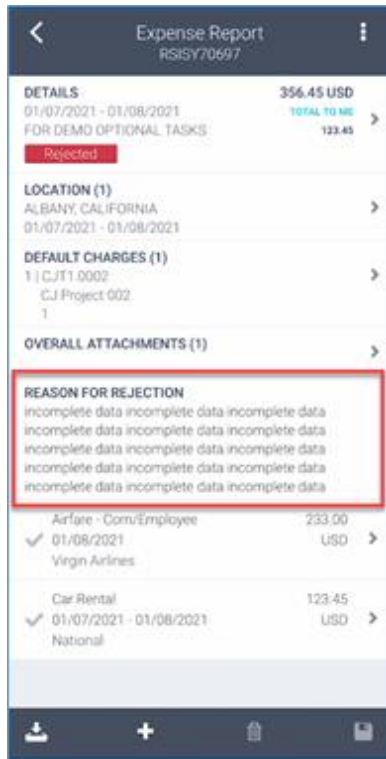 Expense Report
RSISY70697
DETAILS 356.45 USD
01/07/2021 - 01/08/2021 TOTAL TO ME
FOR DEMO OPTIONAL TASKS 123.45
Rejected
LOCATION (1)
ALBANY, CALIFORNIA
01/07/2021 - 01/08/2021
DEFAULT CHARGES (1)
1 | CJT1.0002
CJ Project 002
1
OVERALL ATTACHMENTS (1)
REASON FOR REJECTION
incomplete data incomplete data incomplete data
incomplete data incomplete data incomplete data
incomplete data incomplete data incomplete data
incomplete data incomplete data incomplete data
incomplete data incomplete data incomplete data
Airfare - Com/Employee 233.00
01/08/2021 USD
Virgin Airlines
Car Rental 123.45
01/07/2021 - 01/08/2021 USD
National